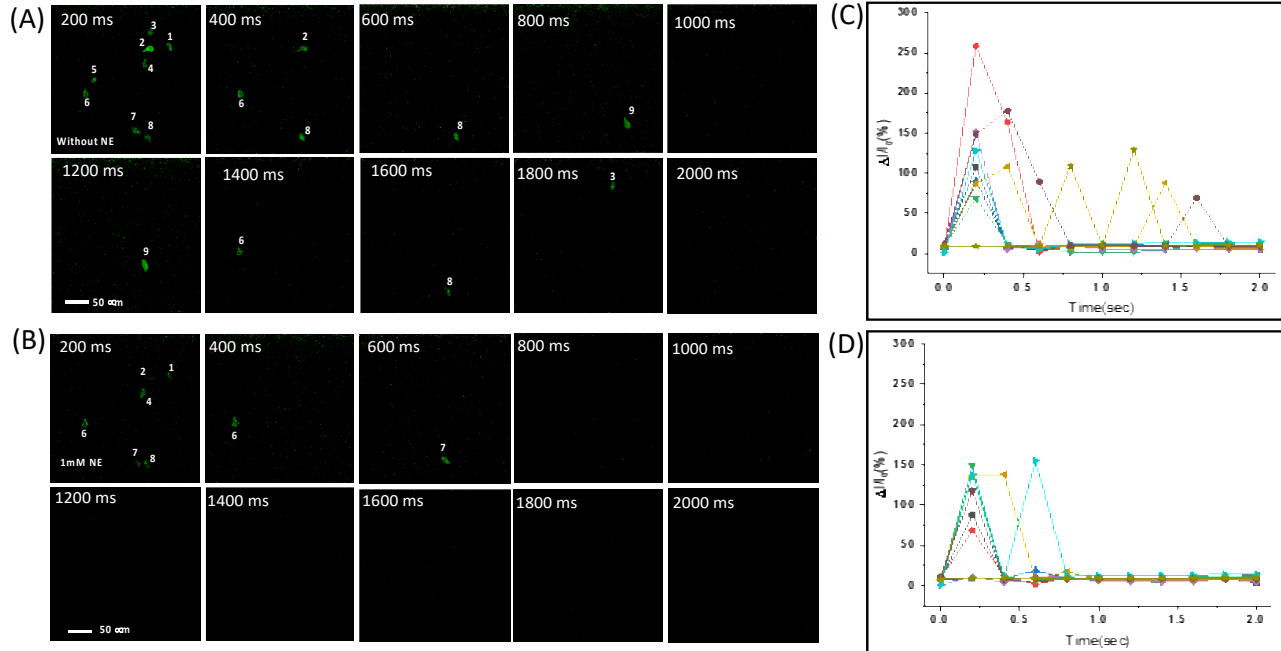 (A)
200 ms
3
1
2
4
5
6
7
8
Without NE
400 ms
2
6
8
600 ms
8
800 ms
9
1000 ms
1200 ms
9
50 ∝m
1400 ms
6
1600 ms
8
1800 ms
3
2000 ms
(B)
200 ms
1
2
4
6
7
8
1mM NE
400 ms
6
600 ms
7
800 ms
1000 ms
1200 ms
50 ∝m
1400 ms
1600 ms
1800 ms
2000 ms
(C)
300
250
200
150
100
50
0
ΔI/I₀(%)
0.0 0.5 1.0 1.5 2.0
Time(sec)
(D)
300
250
200
150
100
50
0
ΔI/I₀(%)
0.0 0.5 1.0 1.5 2.0
Time(sec)